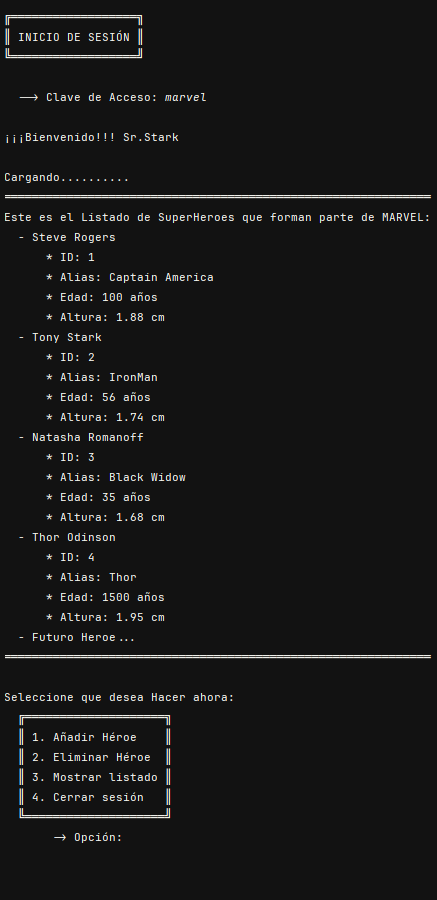 INICIO DE SESIÓN
--> Clave de Acceso: marvel
¡¡¡Bienvenido!!! Sr.Stark
Cargando..........
Este es el Listado de SuperHeroes que forman parte de MARVEL:
- Steve Rogers
* ID: 1
* Alias: Captain America
* Edad: 100 años
* Altura: 1.88 cm
- Tony Stark
* ID: 2
* Alias: IronMan
* Edad: 56 años
* Altura: 1.74 cm
- Natasha Romanoff
* ID: 3
* Alias: Black Widow
* Edad: 35 años
* Altura: 1.68 cm
- Thor Odinson
* ID: 4
* Alias: Thor
* Edad: 1500 años
* Altura: 1.95 cm
- Futuro Heroe...
Seleccione que desea Hacer ahora:
1. Añadir Héroe
2. Eliminar Héroe
3. Mostrar listado
4. Cerrar sesión
-> Opción: